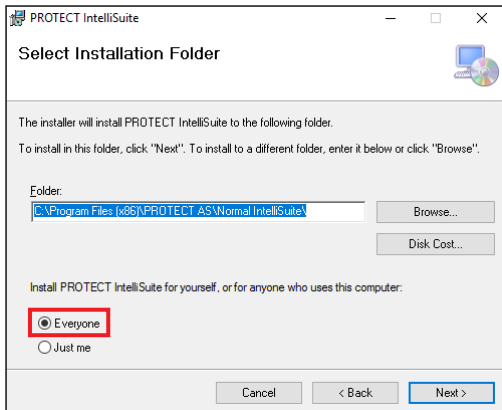 PROTECT IntelliSuite
Select Installation Folder
The installer will install PROTECT IntelliSuite to the following folder.
To install in this folder, click "Next". To install to a different folder, enter it below or click "Browse".
Folder:
C:\Program Files (x86)\PROTECT AS\Normal IntelliSuite\
Browse...
Disk Cost...
Install PROTECT IntelliSuite for yourself, or for anyone who uses this computer:
Everyone
Just me
Cancel
< Back
Next >